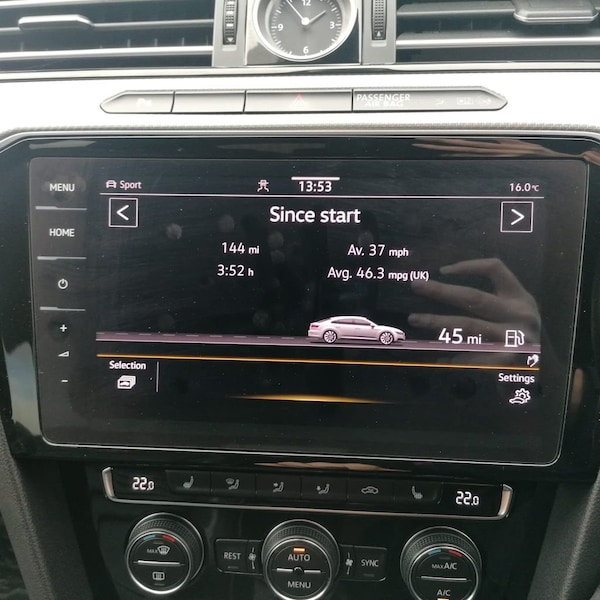 PASSENGER
MENU
HOME
Sport
13:53
16.0°C
Since start
144 mi
Av. 37 mph
3:52 h
Avg. 46.3 mpg (UK)
45 mi
+
-
Selection
Settings
22.0
22.0
MAX
REST
AUTO
MENU
SYNC
MAX A/C
A/C